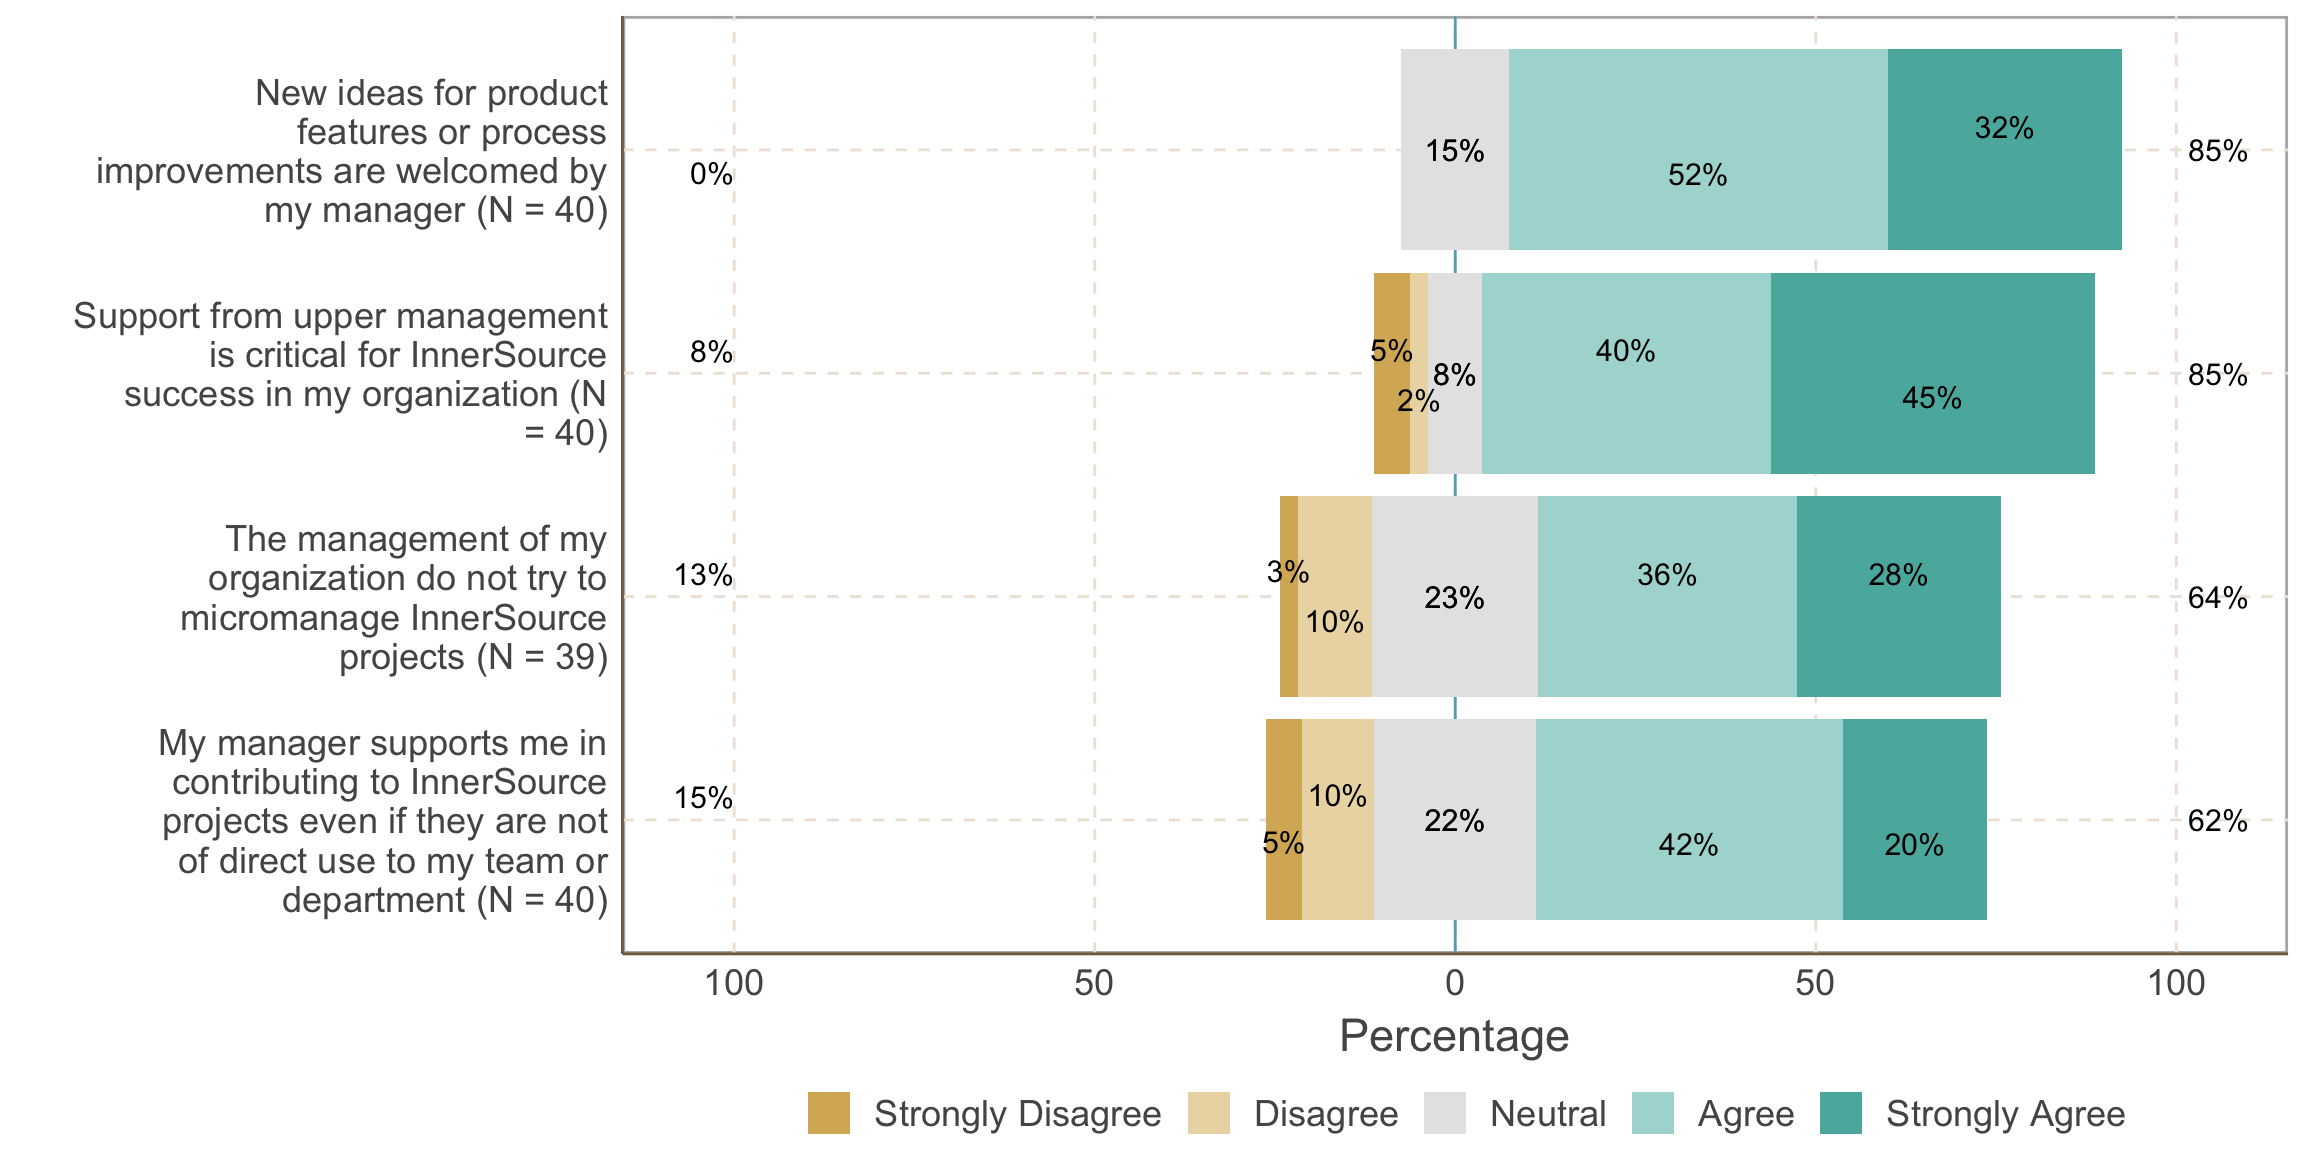 New ideas for product
features or process
improvements are welcomed by
my manager (N = 40)
0%
15%
52%
32%
85%
Support from upper management
is critical for InnerSource
success in my organization (N
= 40)
8%
5%
2%
8%
40%
45%
85%
The management of my
organization do not try to
micromanage InnerSource
projects (N = 39)
13%
3%
10%
23%
36%
28%
64%
My manager supports me in
contributing to InnerSource
projects even if they are not
of direct use to my team or
department (N = 40)
15%
5%
10%
22%
42%
20%
62%
100 50 0 50 100
Percentage
Strongly Disagree Disagree Neutral Agree Strongly Agree